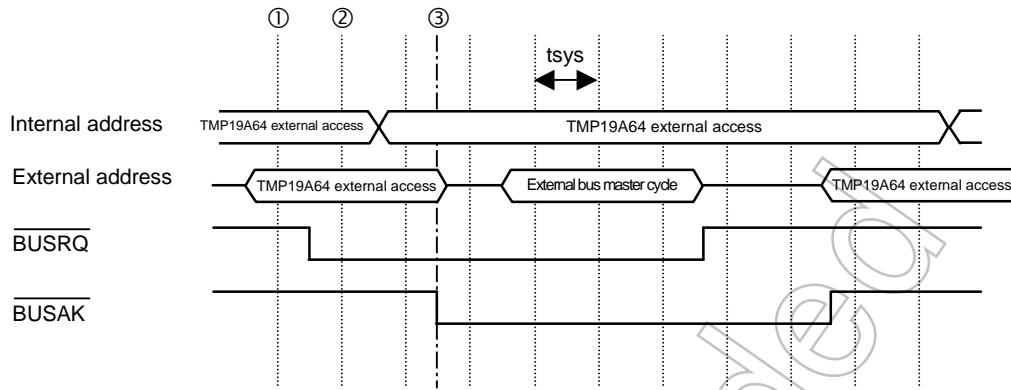 ① ② ③
tsys
Internal address TMP19A64 external access TMP19A64 external access
External address TMP19A64 external access External bus master cycle TMP19A64 external access
BUSRQ
BUSAK